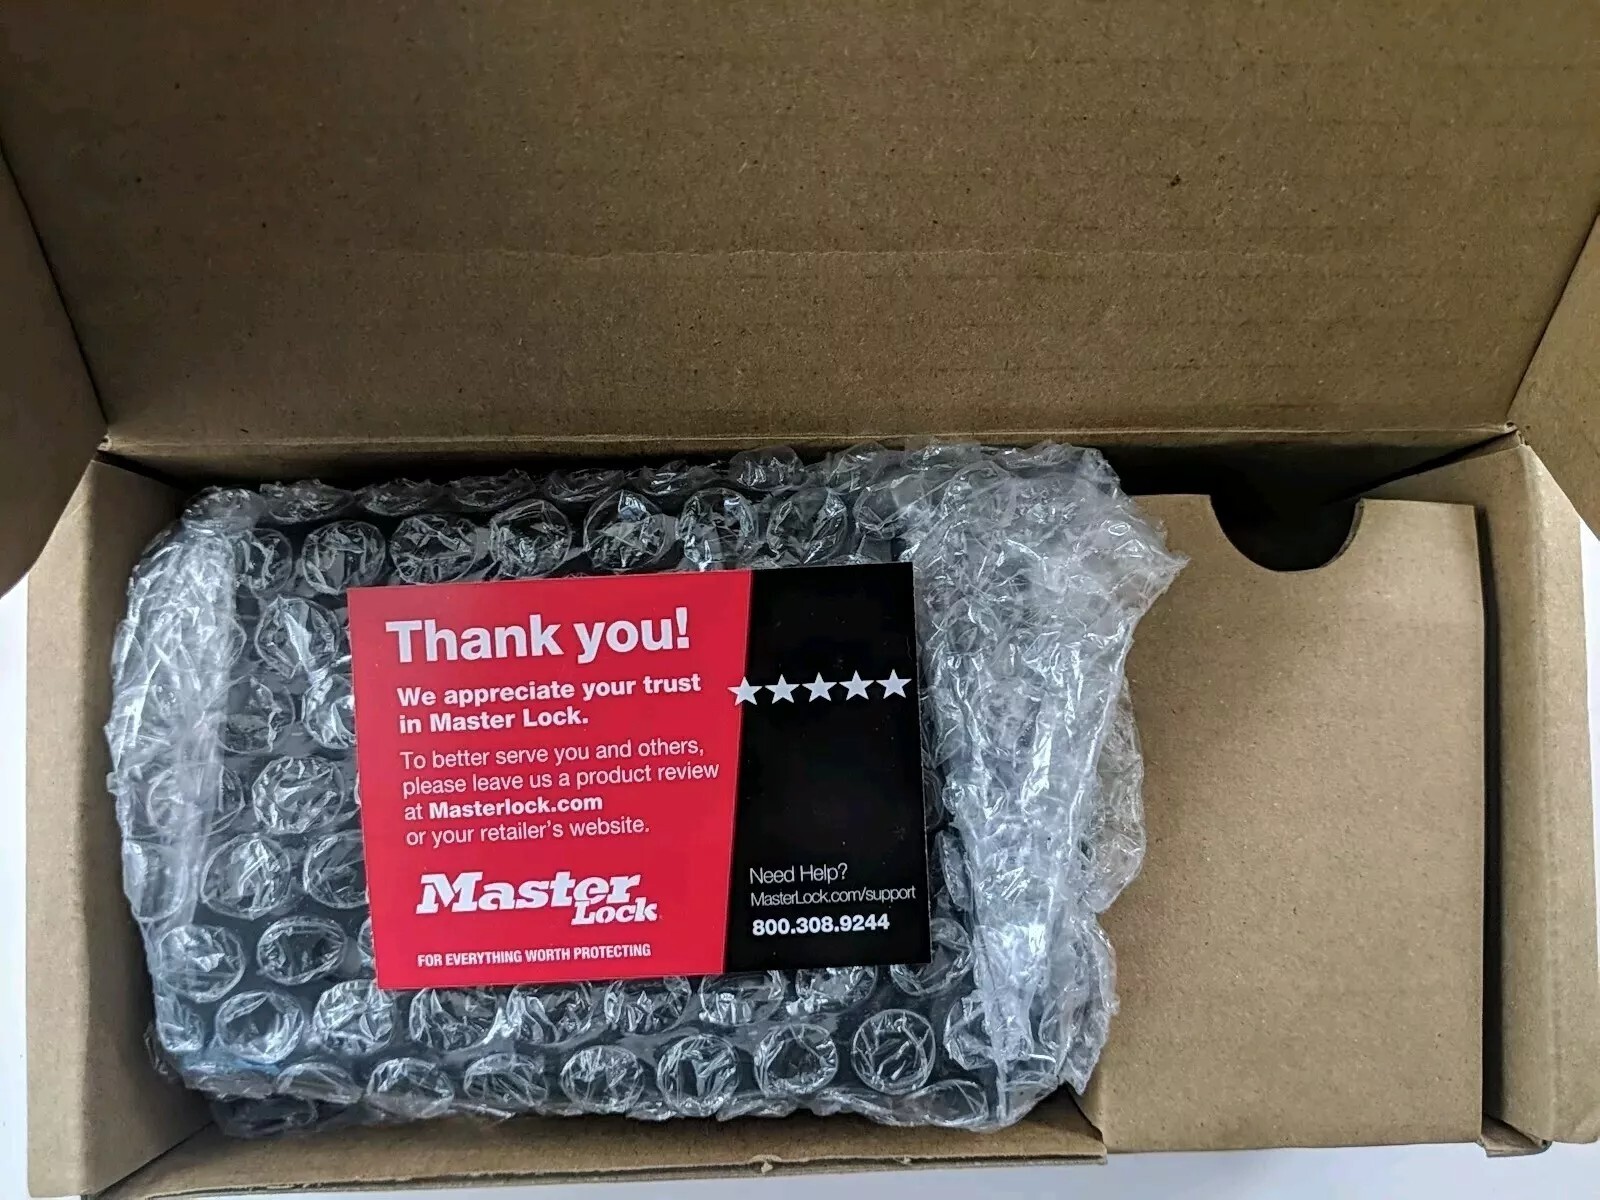 Thank you!
We appreciate your trust
in Master Lock.
To better serve you and others,
please leave us a product review
at Masterlock.com
or your retailer's website.
Master
Lock
FOR EVERYTHING WORTH PROTECTING
Need Help?
MasterLock.com/support
800.308.9244